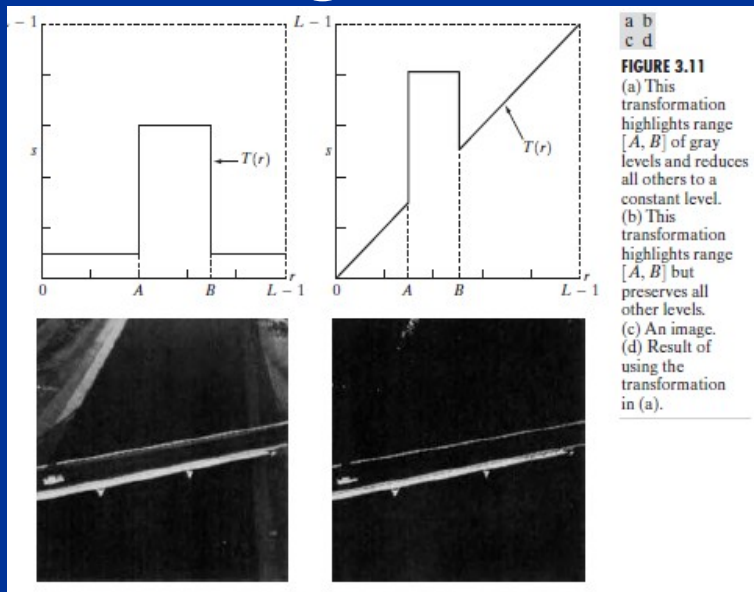 L – 1
s
T(r)
0
A
B
r
L – 1
L – 1
s
T(r)
0
A
B
r
L – 1
a b
c d
FIGURE 3.11
(a) This
transformation
highlights range
[A, B] of gray
levels and reduces
all others to a
constant level.
(b) This
transformation
highlights range
[A, B] but
preserves all
other levels.
(c) An image.
(d) Result of
using the
transformation
in (a).